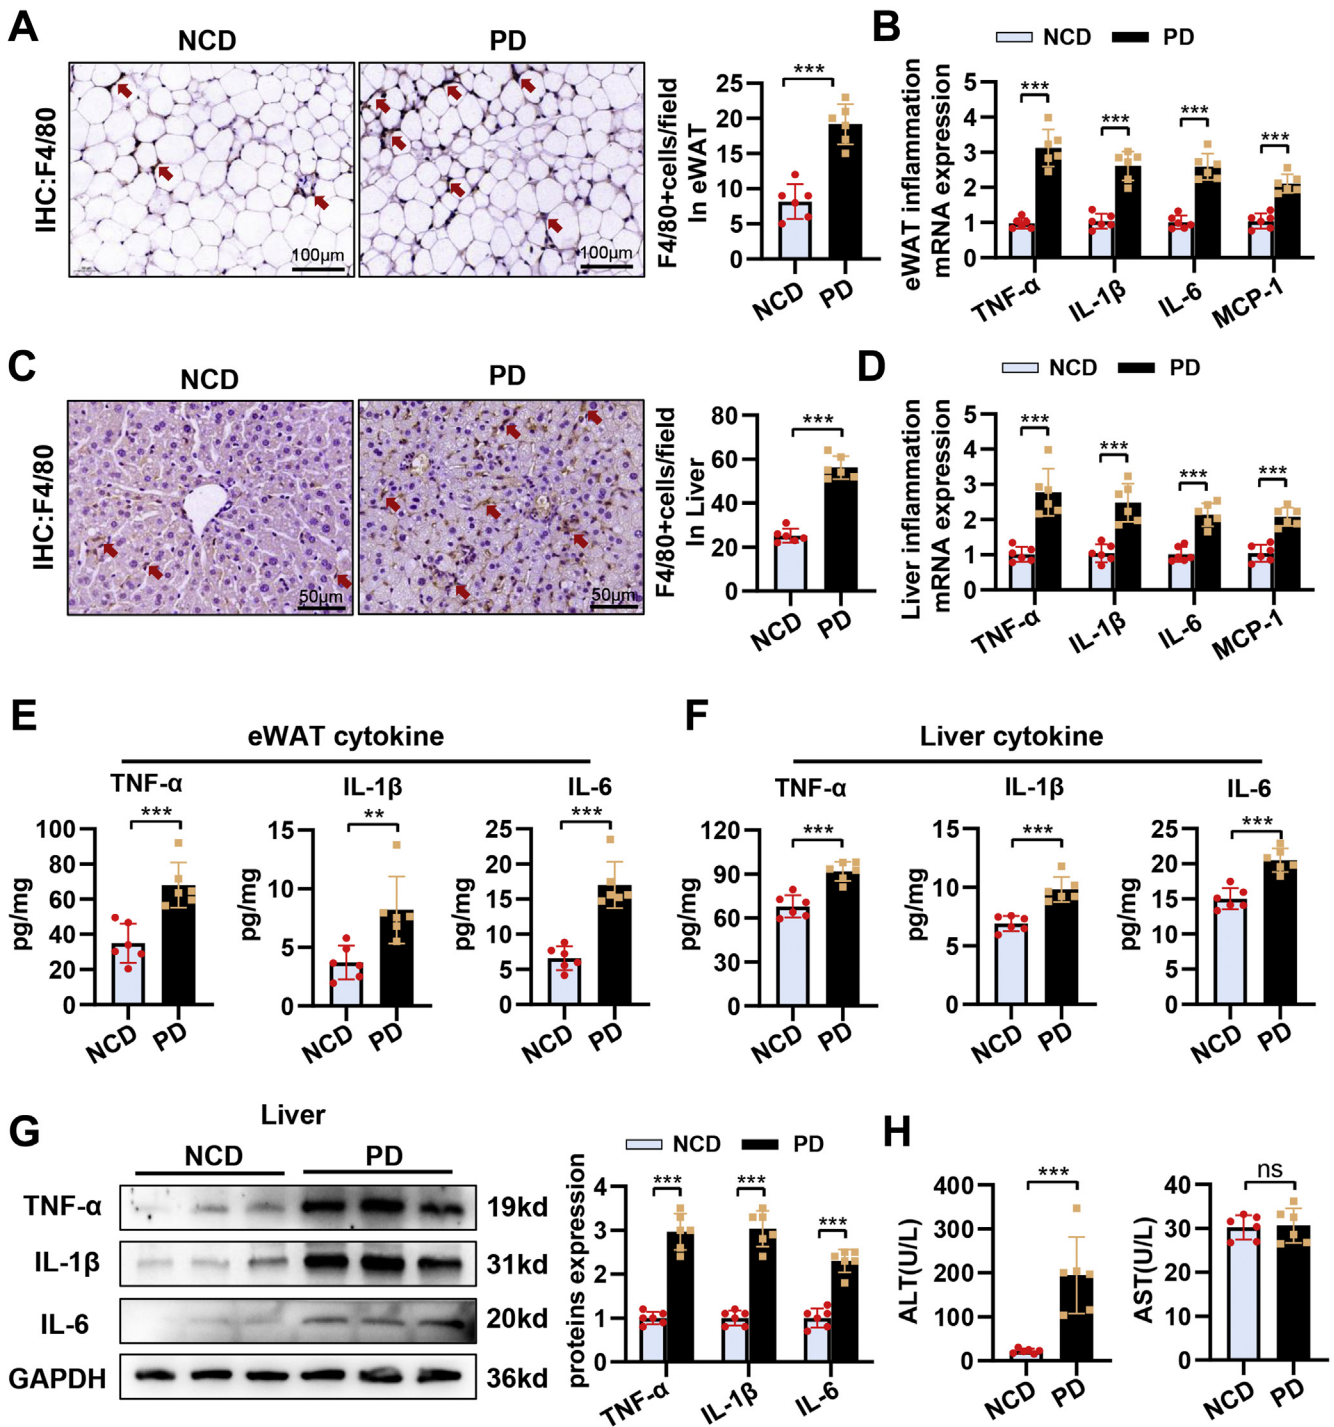 A
NCD
PD
IHC:F4/80
100μm
100μm
F4/80+cells/field
In eWAT
25
20
15
10
5
0
***
NCD
PD
B
NCD
PD
eWAT inflammation
mRNA expression
5
4
3
2
1
0
***
***
***
***
TNF-α
IL-1β
IL-6
MCP-1
C
NCD
PD
IHC:F4/80
50μm
50μm
F4/80+cells/field
In Liver
80
60
40
20
0
***
NCD
PD
D
NCD
PD
Liver inflammation
mRNA expression
5
4
3
2
1
0
***
***
***
***
TNF-α
IL-1β
IL-6
MCP-1
E
eWAT cytokine
TNF-α
pg/mg
100
80
60
40
20
0
***
NCD
PD
IL-1β
pg/mg
15
10
5
0
**
NCD
PD
IL-6
pg/mg
25
20
15
10
5
0
***
NCD
PD
F
Liver cytokine
TNF-α
pg/mg
120
90
60
30
0
***
NCD
PD
IL-1β
pg/mg
15
10
5
0
***
NCD
PD
IL-6
pg/mg
25
20
15
10
5
0
***
NCD
PD
G
Liver
NCD
PD
TNF-α
19kd
IL-1β
31kd
IL-6
20kd
GAPDH
36kd
NCD
PD
proteins expression
4
3
2
1
0
***
***
***
TNF-α
IL-1β
IL-6
H
ALT(U/L)
400
300
200
100
0
***
NCD
PD
AST(U/L)
40
30
20
10
0
ns
NCD
PD